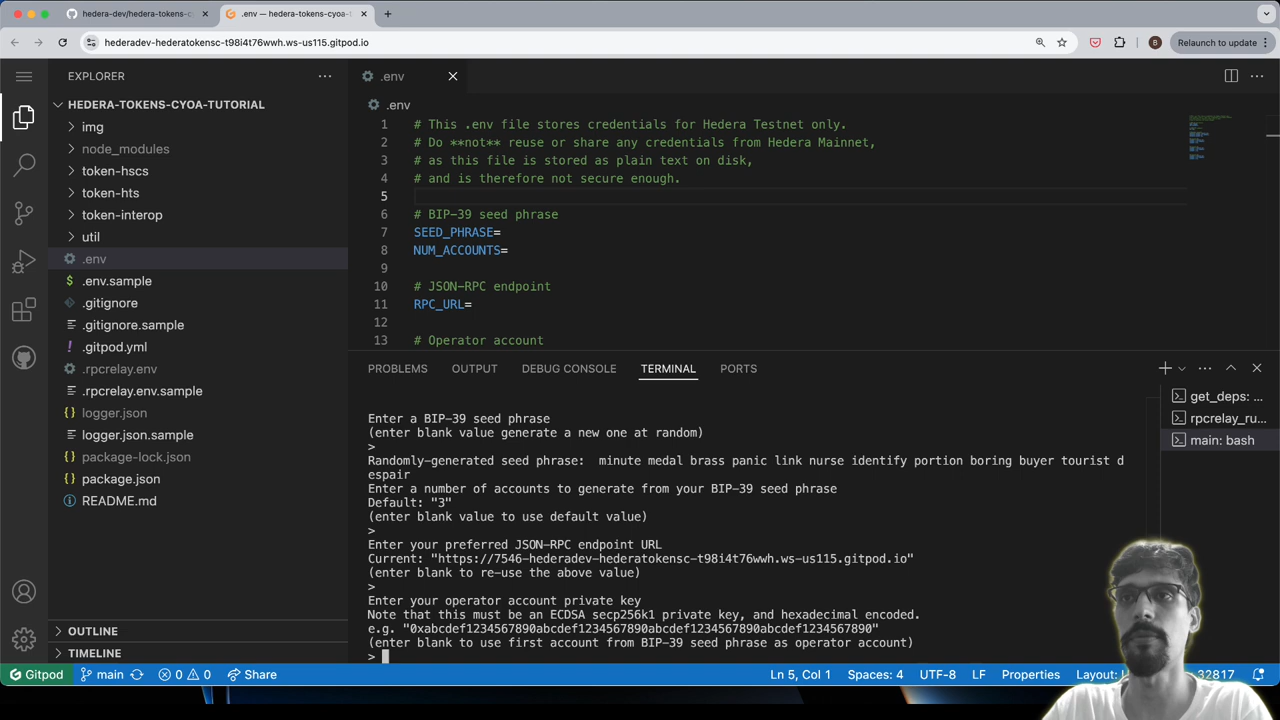 hedera-dev/hedera-tokens-c
.env — hedera-tokens-cyoa-t
hederadev-hederatokensc-t98i4t76wwh.ws-us115.gitpod.io
B
Relaunch to update
EXPLORER
HEDERA-TOKENS-CYOA-TUTORIAL
img
node_modules
token-hscs
token-hts
token-interop
util
.env
.env.sample
.gitignore
.gitignore.sample
.gitpod.yml
.rpcrelay.env
.rpcrelay.env.sample
logger.json
logger.json.sample
package-lock.json
package.json
README.md
OUTLINE
TIMELINE
.env
.env
1 # This .env file stores credentials for Hedera Testnet only.
2 # Do **not** reuse or share any credentials from Hedera Mainnet,
3 # as this file is stored as plain text on disk,
4 # and is therefore not secure enough.
5
6 # BIP-39 seed phrase
7 SEED_PHRASE=
8 NUM_ACCOUNTS=
9
10 # JSON-RPC endpoint
11 RPC_URL=
12
13 # Operator account
PROBLEMS OUTPUT DEBUG CONSOLE TERMINAL PORTS
Enter a BIP-39 seed phrase
(enter blank value generate a new one at random)
>
Randomly-generated seed phrase:  minute medal brass panic link nurse identify portion boring buyer tourist d
espair
Enter a number of accounts to generate from your BIP-39 seed phrase
Default: "3"
(enter blank value to use default value)
>
Enter your preferred JSON-RPC endpoint URL
Current: "https://7546-hederadev-hederatokensc-t98i4t76wwh.ws-us115.gitpod.io"
(enter blank to re-use the above value)
>
Enter your operator account private key
Note that this must be an ECDSA secp256k1 private key, and hexadecimal encoded.
e.g. "0xabcdef1234567890abcdef1234567890abcdef1234567890abcdef1234567890"
(enter blank to use first account from BIP-39 seed phrase as operator account)
>
get_deps: ...
rpcrelay_ru...
main: bash
Gitpod main 0 0 Share Ln 5, Col 1 Spaces: 4 UTF-8 LF Properties Layout: 32817